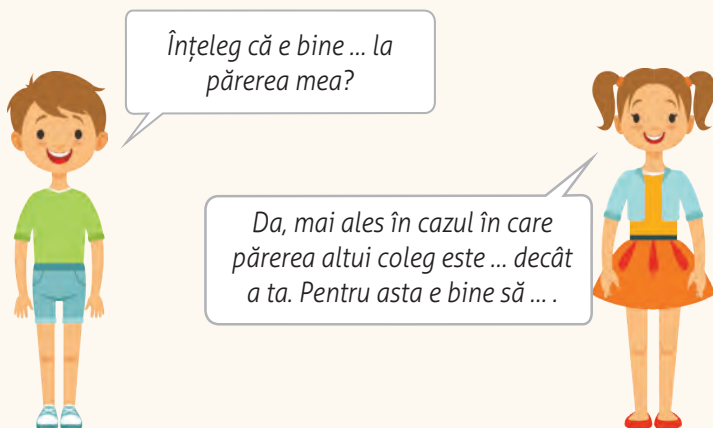 Înțeleg că e bine ... la
părerea mea?
Da, mai ales în cazul în care
părerea altui coleg este ... decât
a ta. Pentru asta e bine să ... .